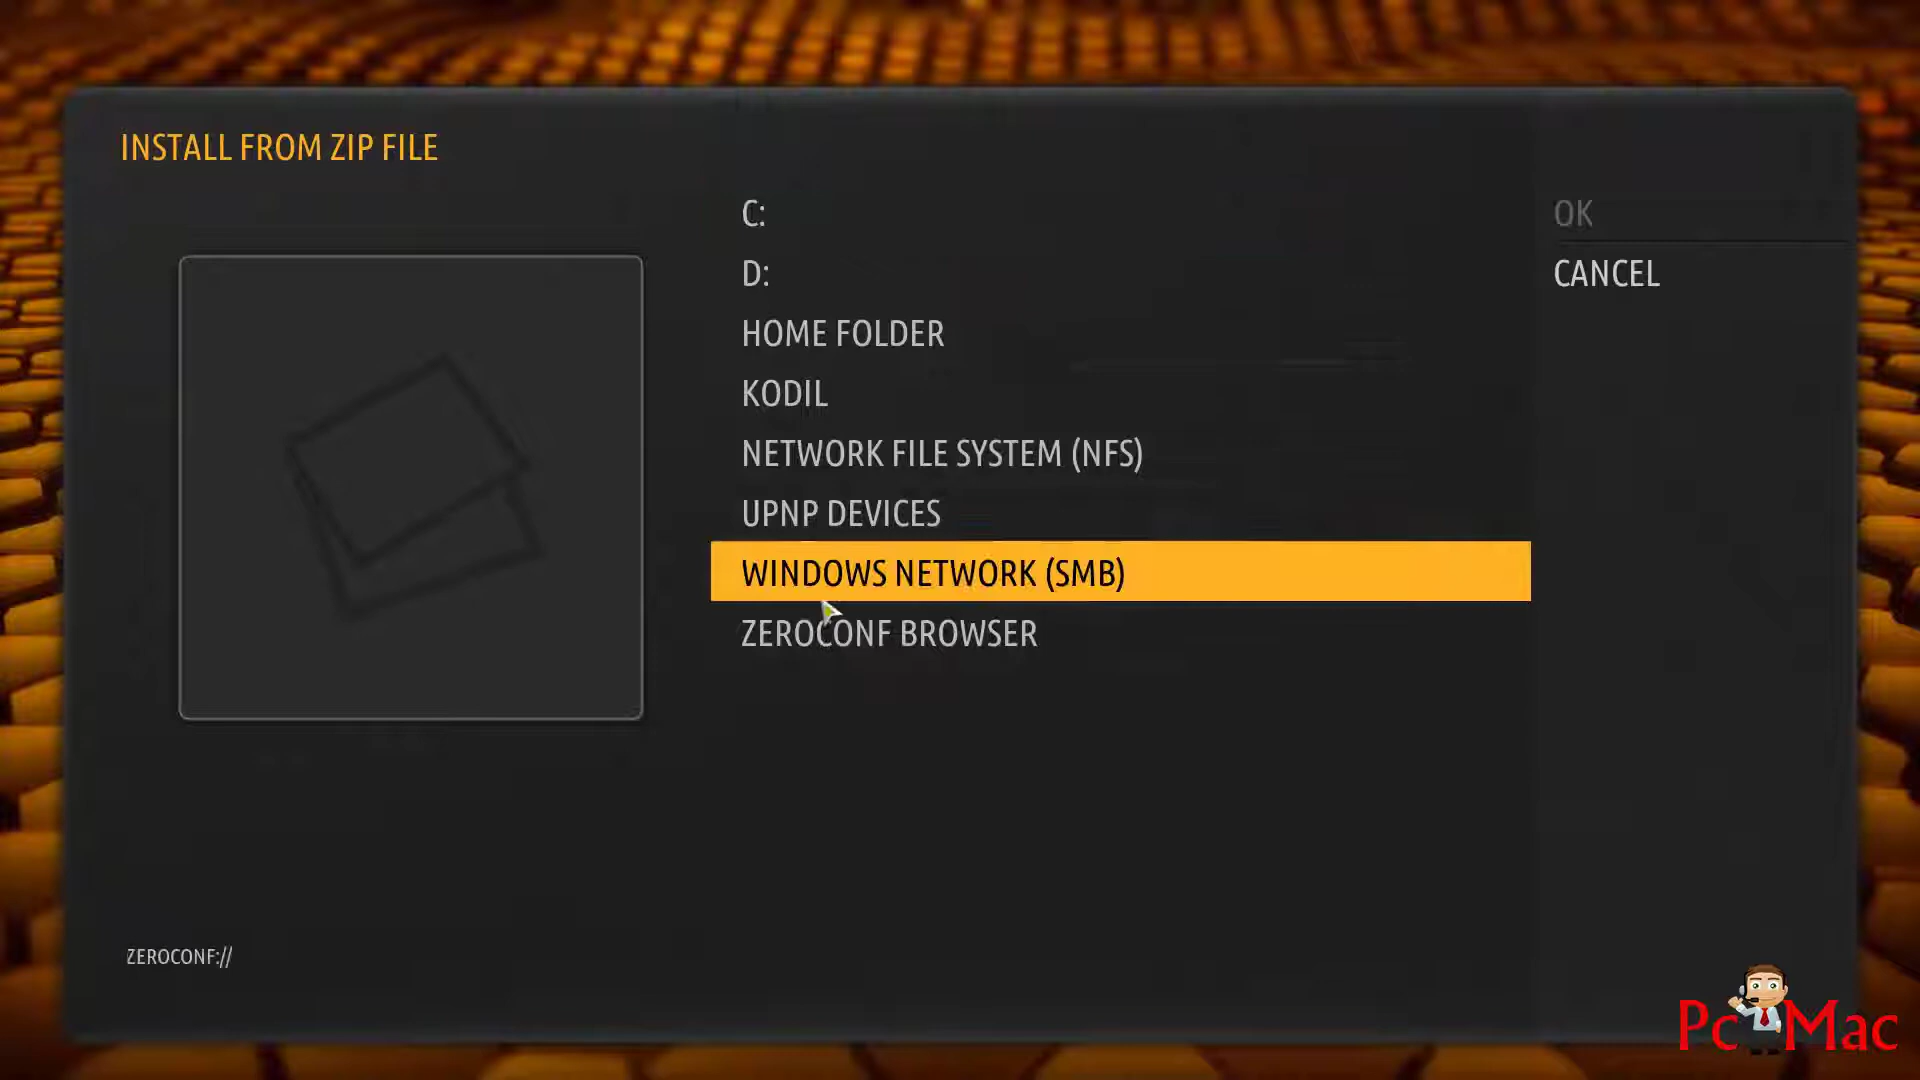 INSTALL FROM ZIP FILE
C:
D:
HOME FOLDER
KODIL
NETWORK FILE SYSTEM (NFS)
UPNP DEVICES
WINDOWS NETWORK (SMB)
ZEROCONF BROWSER
OK
CANCEL
ZEROCONF://
Pc Mac